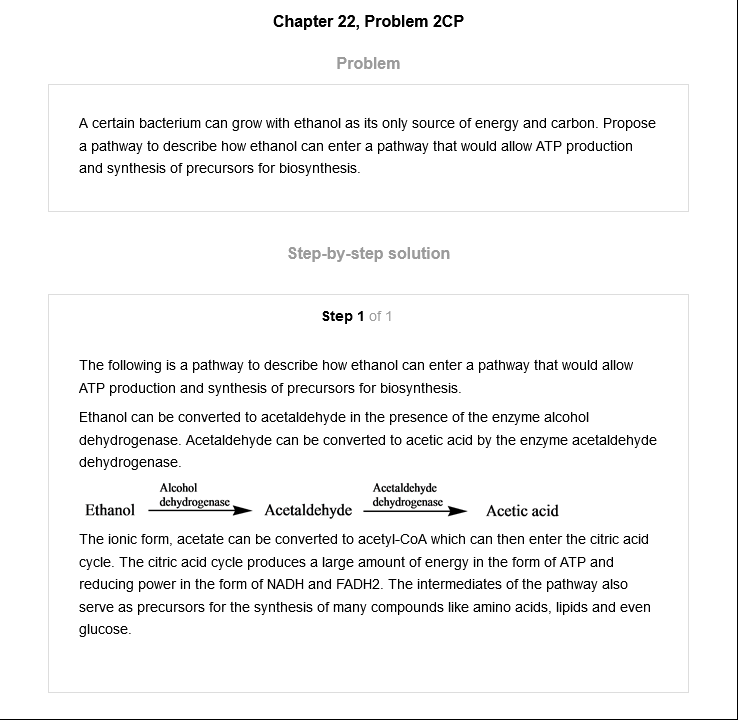 Chapter 22, Problem 2CP
Problem
A certain bacterium can grow with ethanol as its only source of energy and carbon. Propose
a pathway to describe how ethanol can enter a pathway that would allow ATP production
and synthesis of precursors for biosynthesis.
Step-by-step solution
Step 1 of 1
The following is a pathway to describe how ethanol can enter a pathway that would allow
ATP production and synthesis of precursors for biosynthesis.
Ethanol can be converted to acetaldehyde in the presence of the enzyme alcohol
dehydrogenase. Acetaldehyde can be converted to acetic acid by the enzyme acetaldehyde
dehydrogenase.
Alcohol Acetaldehyde
dehydrogenase dehydrogenase
Ethanol Acetaldehyde Acetic acid
The ionic form, acetate can be converted to acetyl-CoA which can then enter the citric acid
cycle. The citric acid cycle produces a large amount of energy in the form of ATP and
reducing power in the form of NADH and FADH2. The intermediates of the pathway also
serve as precursors for the synthesis of many compounds like amino acids, lipids and even
glucose.